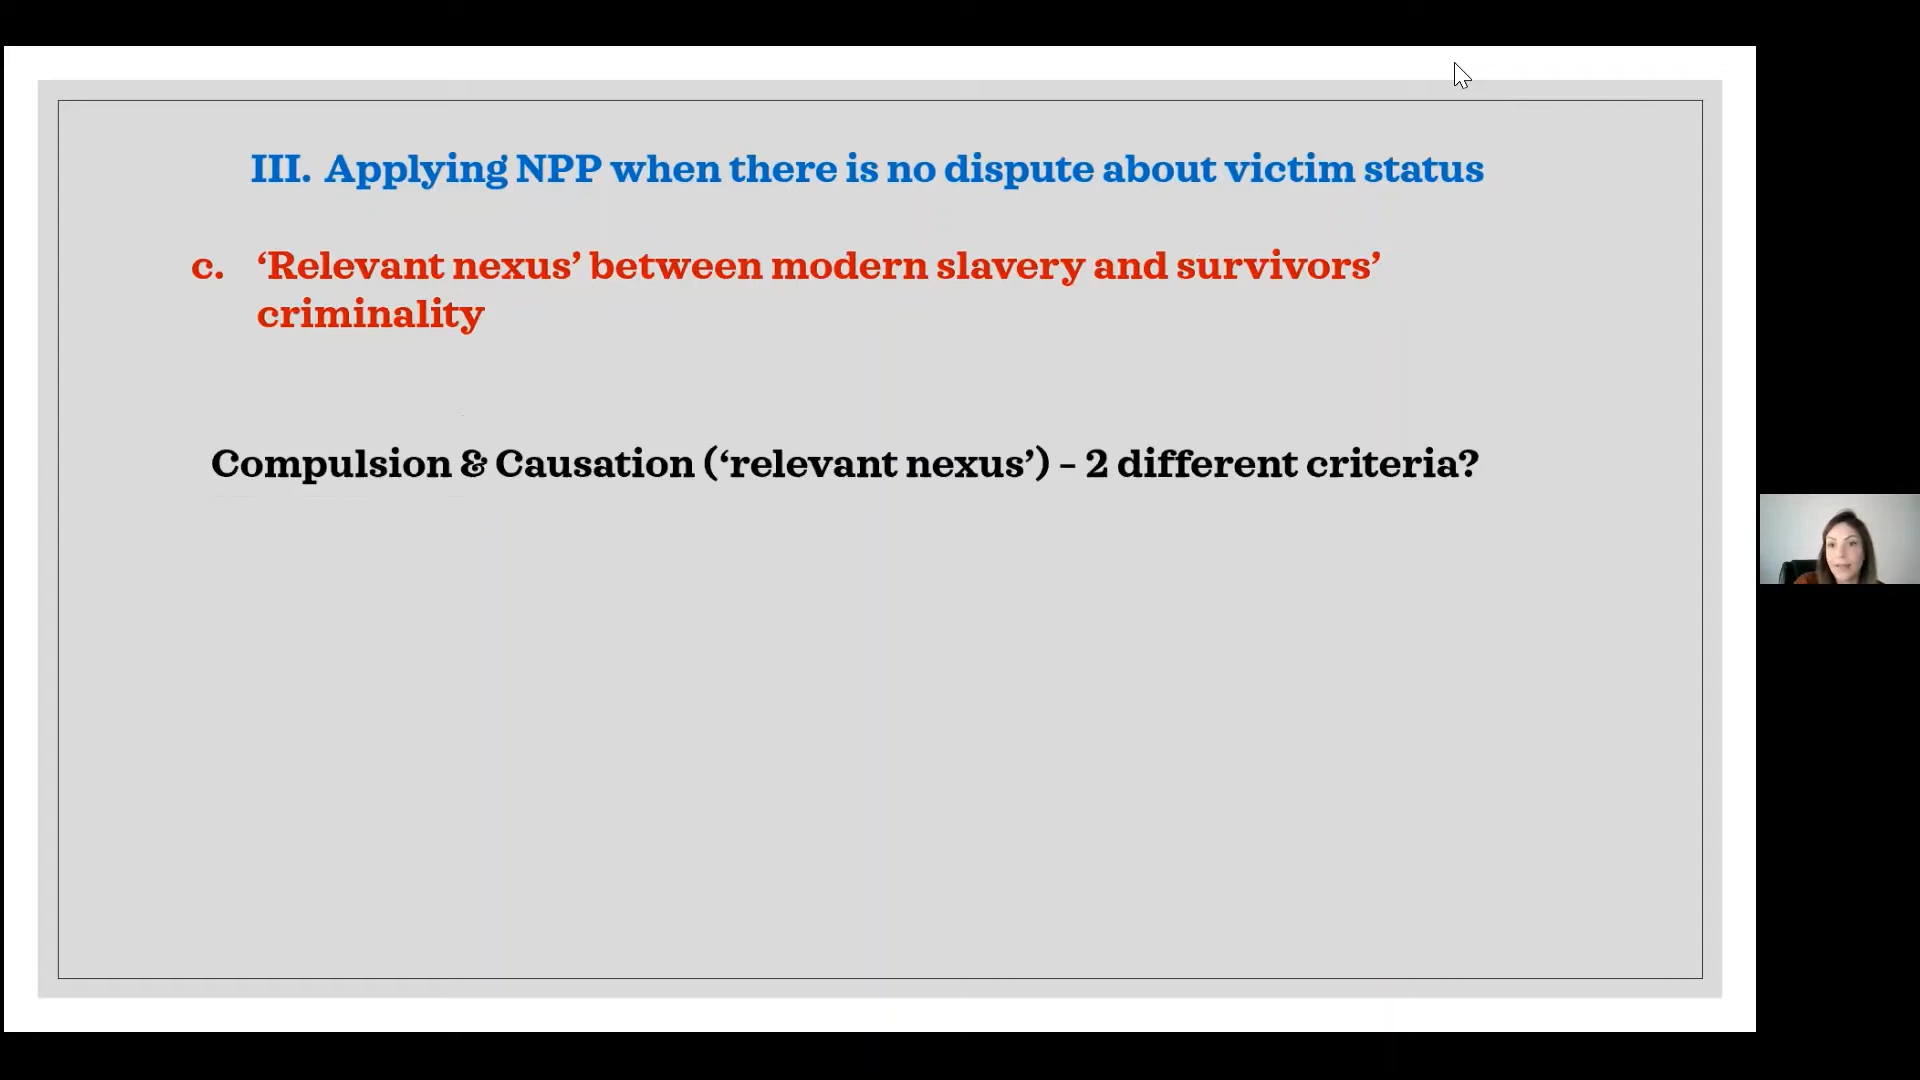 III. Applying NPP when there is no dispute about victim status
c. ‘Relevant nexus’ between modern slavery and survivors’
criminality
Compulsion & Causation (‘relevant nexus’) – 2 different criteria?